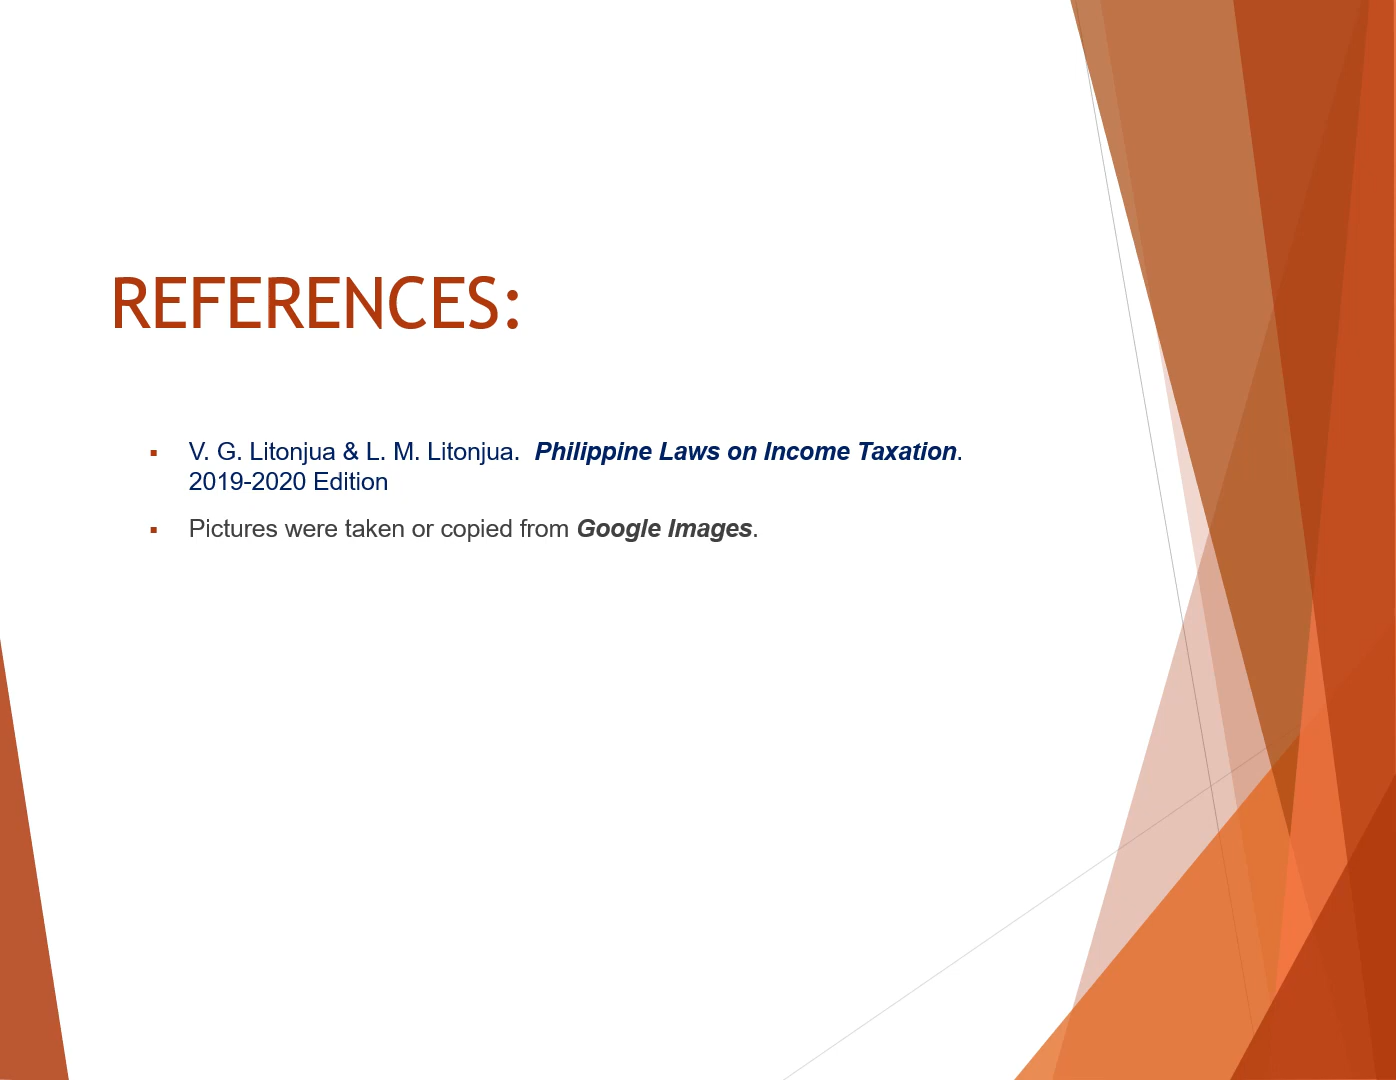 REFERENCES:
▪ V. G. Litonjua & L. M. Litonjua.  Philippine Laws on Income Taxation.
2019-2020 Edition
▪ Pictures were taken or copied from Google Images.